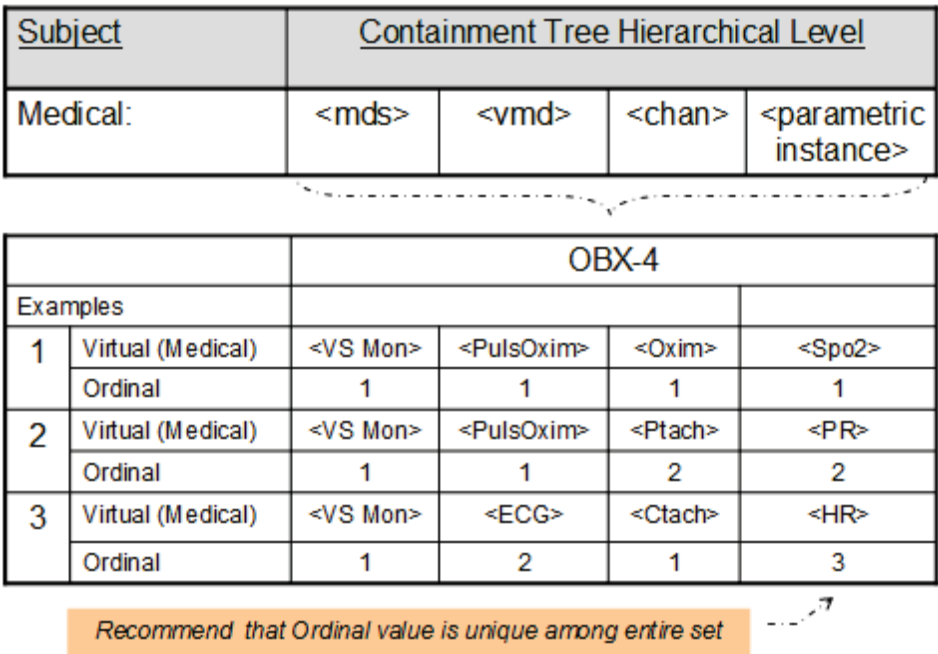 Subject Containment Tree Hierarchical Level
Medical: <mds> <vmd> <chan> <parametric
instance>
OBX-4
Examples
1 Virtual (Medical) <VS Mon> <PulsOxim> <Oxim> <Spo2>
Ordinal 1 1 1 1
2 Virtual (Medical) <VS Mon> <PulsOxim> <Ptach> <PR>
Ordinal 1 1 2 2
3 Virtual (Medical) <VS Mon> <ECG> <Ctach> <HR>
Ordinal 1 2 1 3
Recommend that Ordinal value is unique among entire set